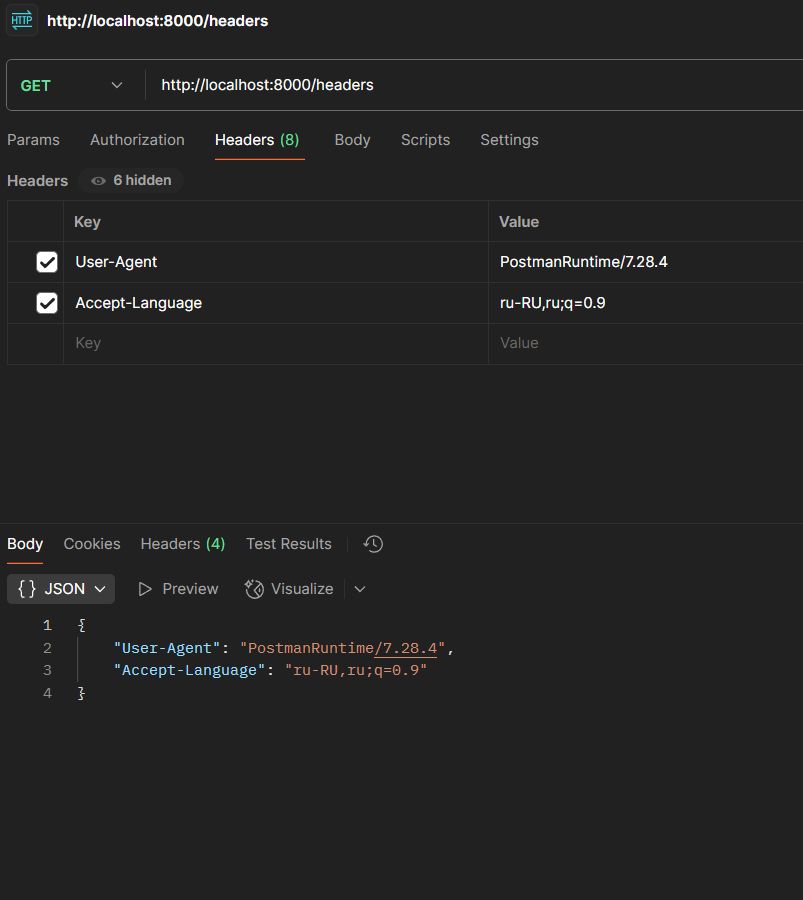 HTTP http://localhost:8000/headers
GET http://localhost:8000/headers
Params Authorization Headers (8) Body Scripts Settings
Headers 6 hidden
Key Value
User-Agent PostmanRuntime/7.28.4
Accept-Language ru-RU,ru;q=0.9
Key Value
Body Cookies Headers (4) Test Results
{} JSON Preview Visualize
1 {
2 "User-Agent": "PostmanRuntime/7.28.4",
3 "Accept-Language": "ru-RU,ru;q=0.9"
4 }